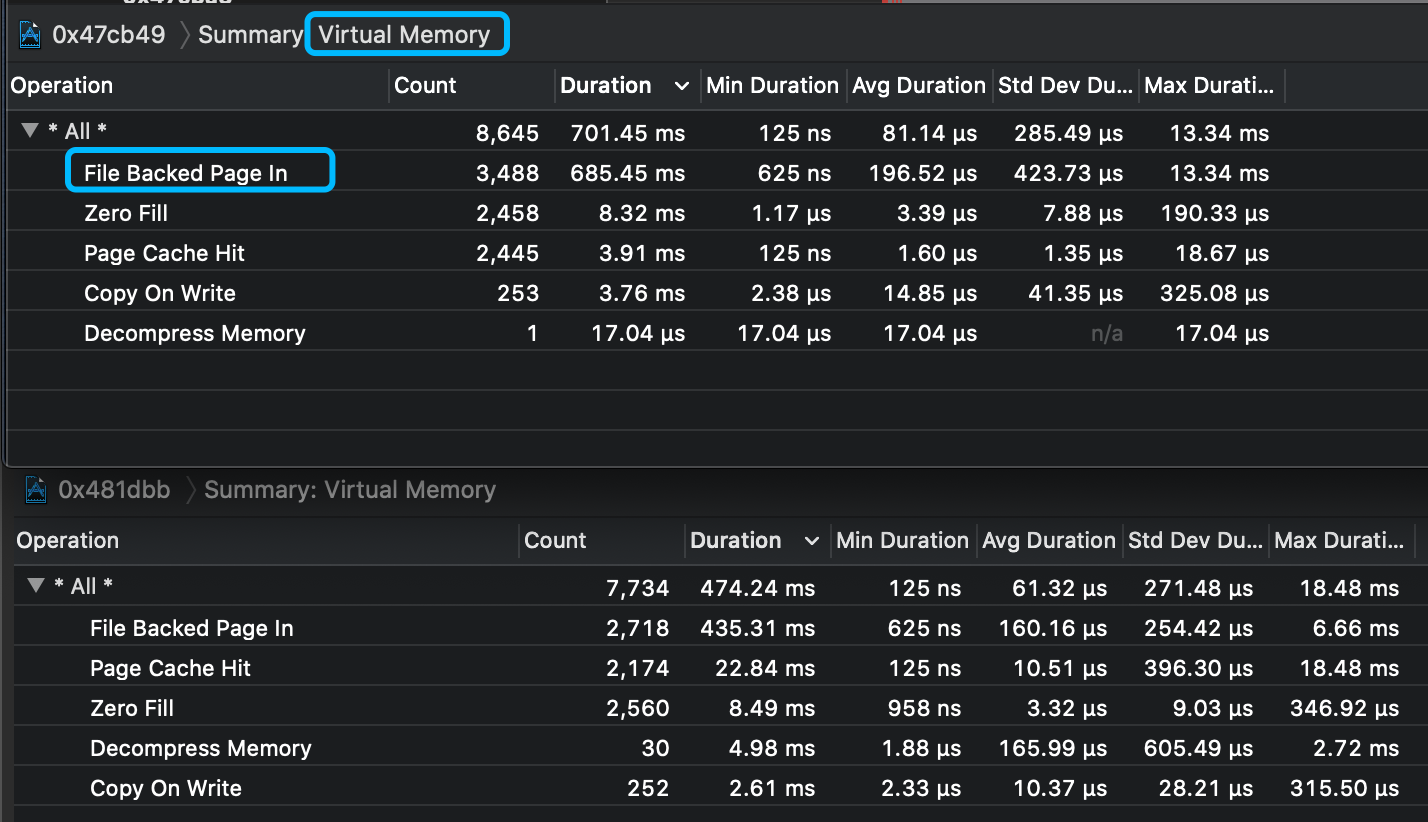 0x47cb49 Summary Virtual Memory
Operation Count Duration Min Duration Avg Duration Std Dev Du... Max Durati...
* All * 8,645 701.45 ms 125 ns 81.14 µs 285.49 µs 13.34 ms
File Backed Page In 3,488 685.45 ms 625 ns 196.52 µs 423.73 µs 13.34 ms
Zero Fill 2,458 8.32 ms 1.17 µs 3.39 µs 7.88 µs 190.33 µs
Page Cache Hit 2,445 3.91 ms 125 ns 1.60 µs 1.35 µs 18.67 µs
Copy On Write 253 3.76 ms 2.38 µs 14.85 µs 41.35 µs 325.08 µs
Decompress Memory 1 17.04 µs 17.04 µs 17.04 µs n/a 17.04 µs
0x481dbb Summary: Virtual Memory
Operation Count Duration Min Duration Avg Duration Std Dev Du... Max Durati...
* All * 7,734 474.24 ms 125 ns 61.32 µs 271.48 µs 18.48 ms
File Backed Page In 2,718 435.31 ms 625 ns 160.16 µs 254.42 µs 6.66 ms
Page Cache Hit 2,174 22.84 ms 125 ns 10.51 µs 396.30 µs 18.48 ms
Zero Fill 2,560 8.49 ms 958 ns 3.32 µs 9.03 µs 346.92 µs
Decompress Memory 30 4.98 ms 1.88 µs 165.99 µs 605.49 µs 2.72 ms
Copy On Write 252 2.61 ms 2.33 µs 10.37 µs 28.21 µs 315.50 µs